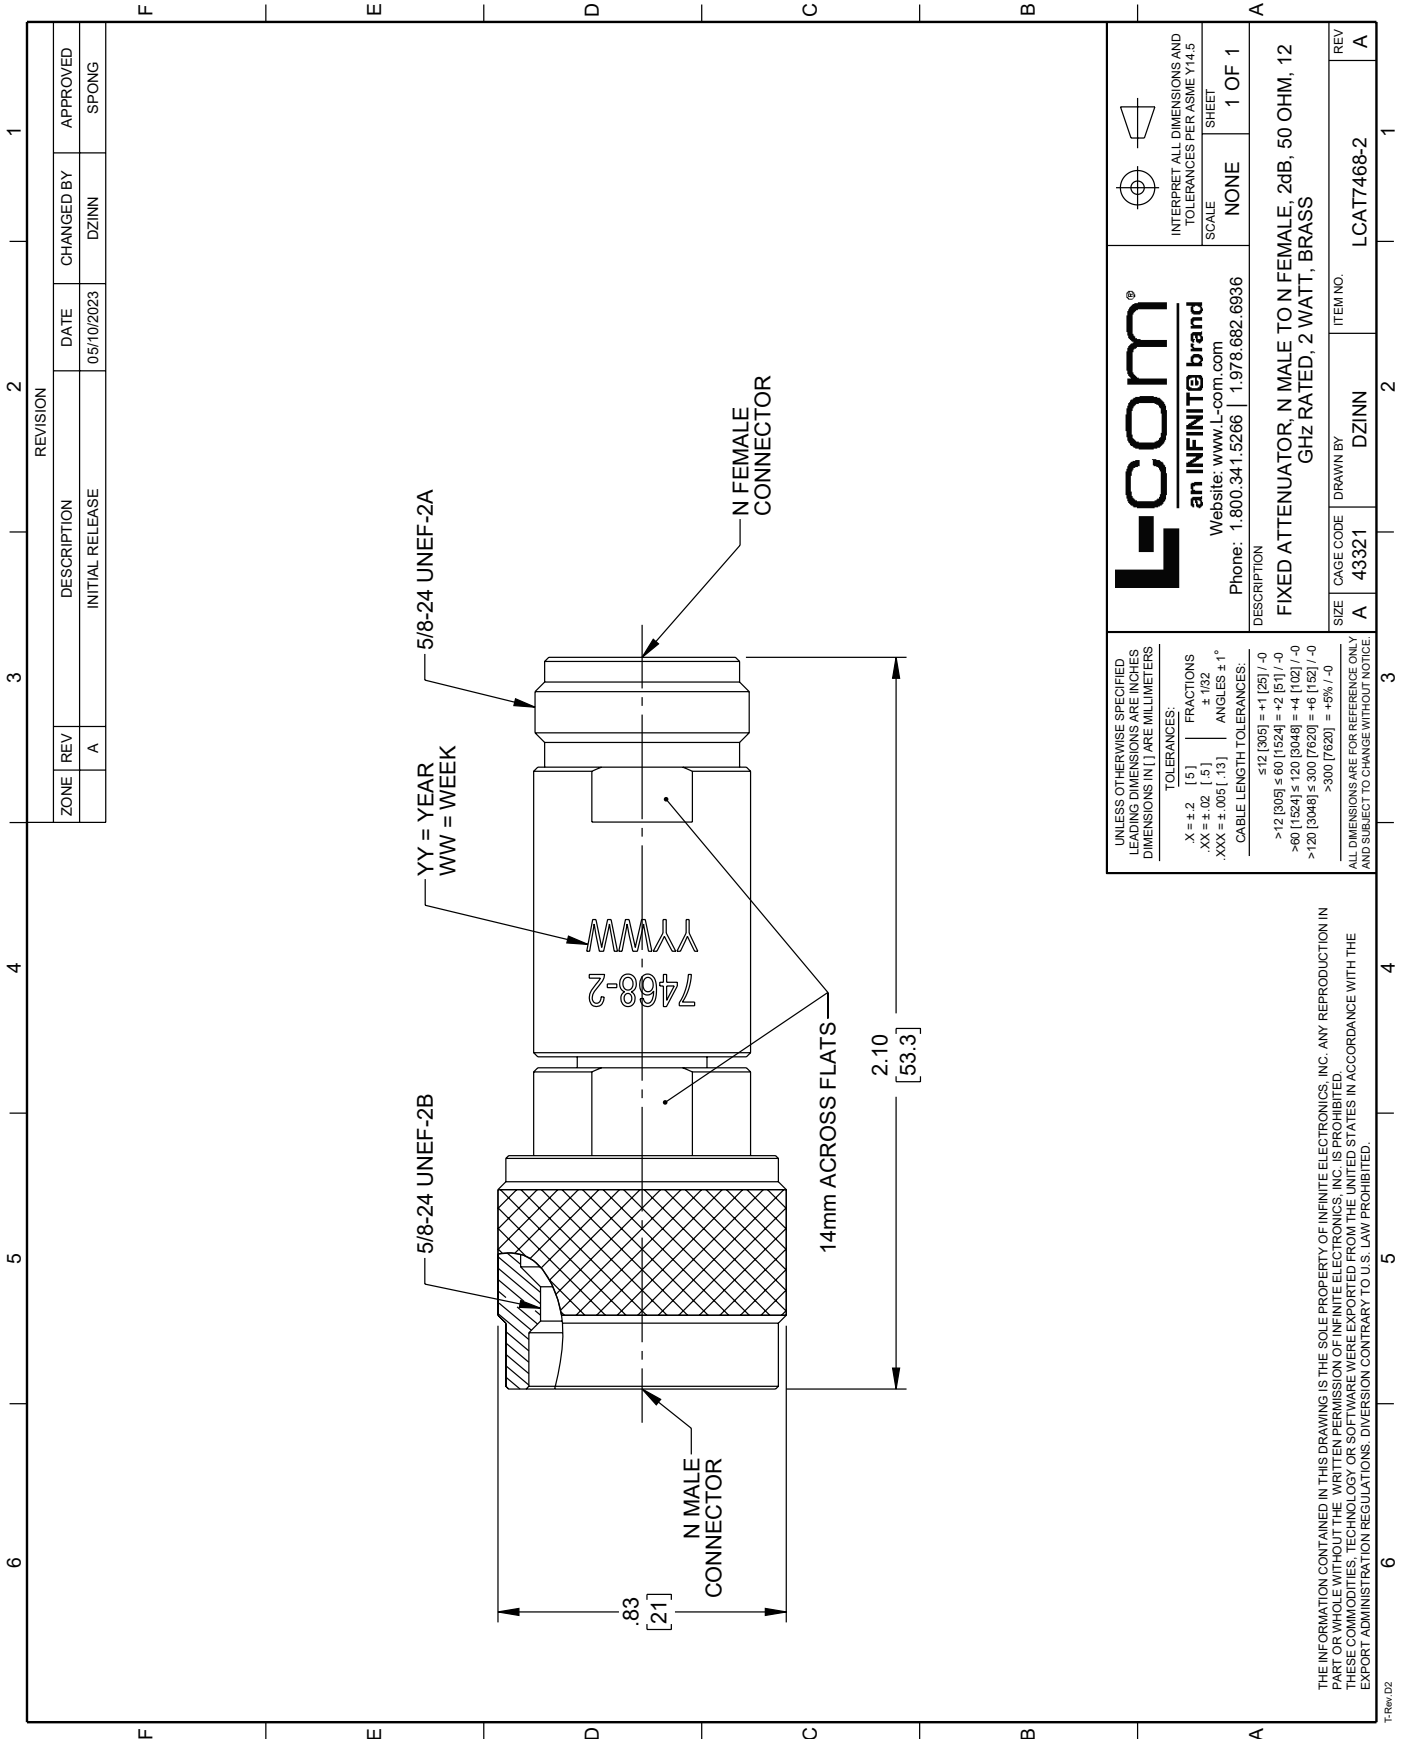 REVISION
ZONE REV DESCRIPTION DATE CHANGED BY APPROVED
A INITIAL RELEASE 05/10/2023 DZINN SPONG
6 5 4 3 2 1
F
E
D
C
B
A
5/8-24 UNEF-2B
YY = YEAR
WW = WEEK
5/8-24 UNEF-2A
7468-2
YYWW
N MALE
CONNECTOR
N FEMALE
CONNECTOR
.83
[21]
14mm ACROSS FLATS
2.10
[53.3]
UNLESS OTHERWISE SPECIFIED
LEADING DIMENSIONS ARE INCHES
DIMENSIONS IN [ ] ARE MILLIMETERS
TOLERANCES:
.X = ±.2 [5] FRACTIONS
.XX = ±.02 [.5] ± 1/32
.XXX = ±.005 [.13] ANGLES ± 1°
CABLE LENGTH TOLERANCES:
≤12 [305] = +1 [25] / -0
>12 [305] ≤ 60 [1524] = +2 [51] / -0
>60 [1524] ≤ 120 [3048] = +4 [102] / -0
>120 [3048] ≤ 300 [7620] = +6 [152] / -0
>300 [7620] = +5% / -0
ALL DIMENSIONS ARE FOR REFERENCE ONLY
AND SUBJECT TO CHANGE WITHOUT NOTICE.
L-com®
an INFINIT@ brand
Website: www.L-com.com
Phone: 1.800.341.5266 | 1.978.682.6936
INTERPRET ALL DIMENSIONS AND
TOLERANCES PER ASME Y14.5
SCALE NONE
SHEET 1 OF 1
DESCRIPTION
FIXED ATTENUATOR, N MALE TO N FEMALE, 2dB, 50 OHM, 12
GHz RATED, 2 WATT, BRASS
SIZE A
CAGE CODE 43321
DRAWN BY DZINN
ITEM NO. LCAT7468-2
REV A
THE INFORMATION CONTAINED IN THIS DRAWING IS THE SOLE PROPERTY OF INFINITE ELECTRONICS, INC. ANY REPRODUCTION IN
PART OR WHOLE WITHOUT THE WRITTEN PERMISSION OF INFINITE ELECTRONICS, INC. IS PROHIBITED.
THESE COMMODITIES, TECHNOLOGY OR SOFTWARE WERE EXPORTED FROM THE UNITED STATES IN ACCORDANCE WITH THE
EXPORT ADMINISTRATION REGULATIONS. DIVERSION CONTRARY TO U.S. LAW PROHIBITED.
F
E
D
C
B
A
6 5 4 3 2 1
T-Rev.D2